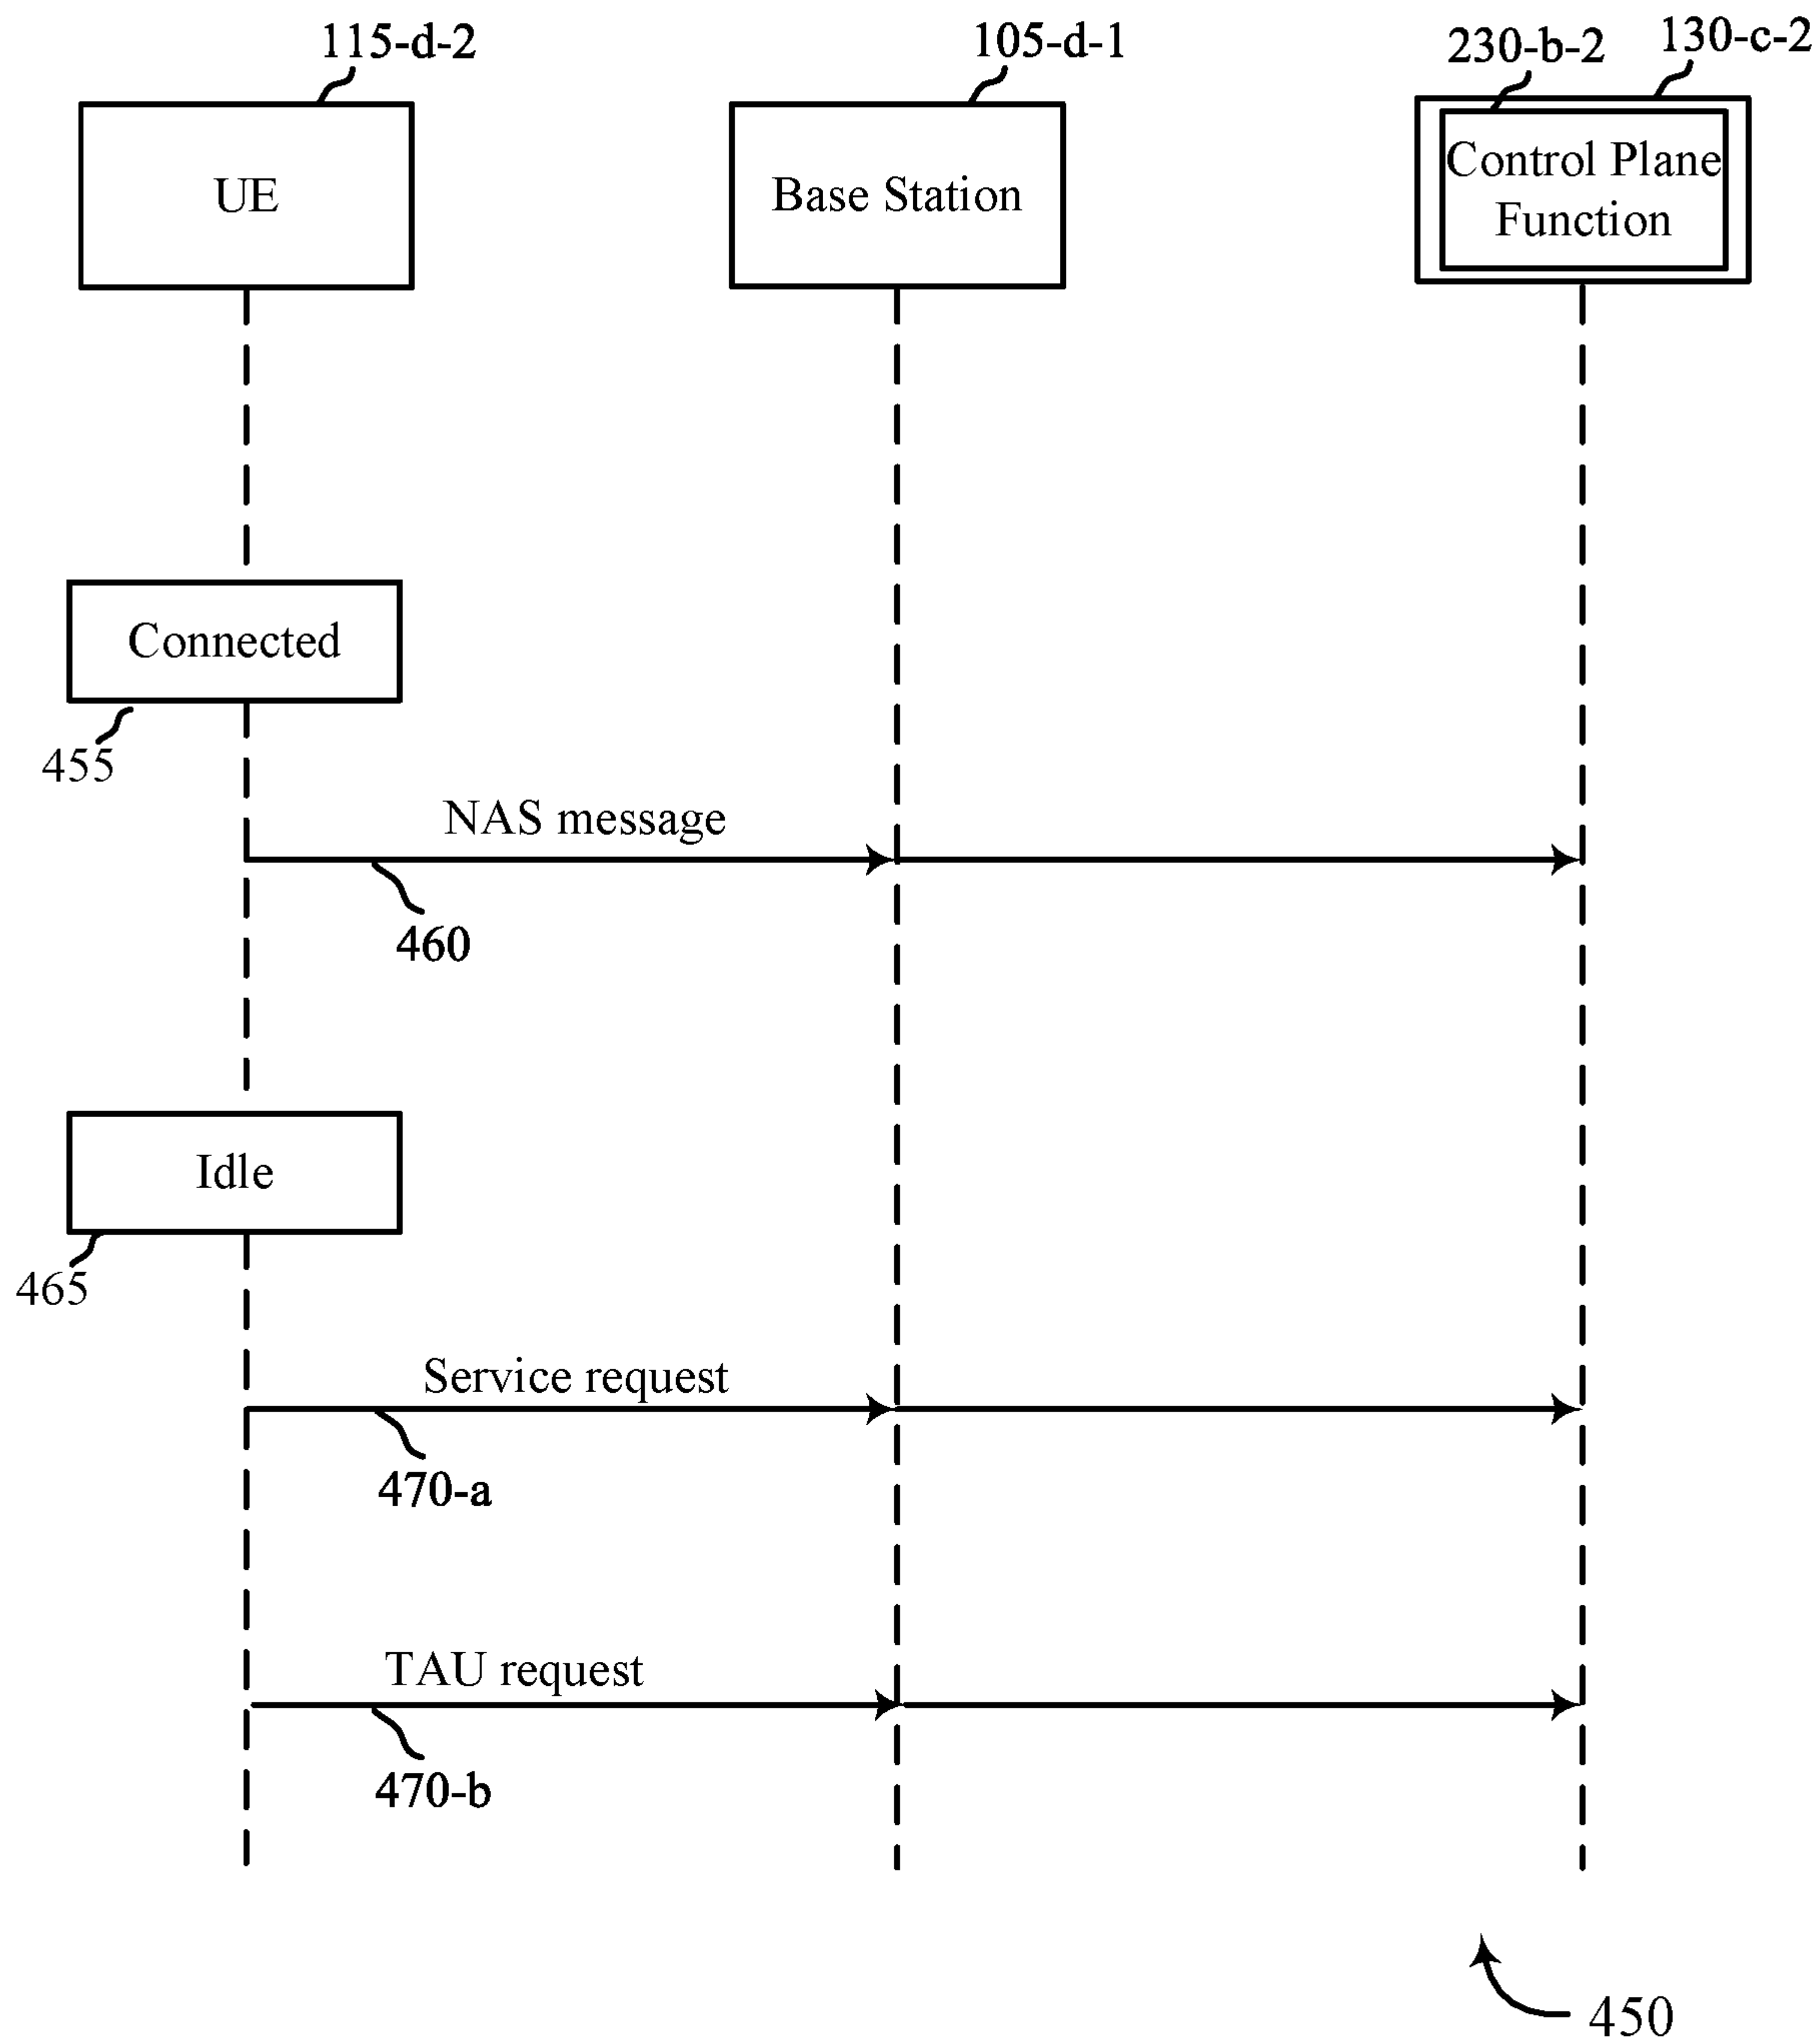 115-d-2
105-d-1
230-b-2
130-c-2
UE
Base Station
Control Plane
Function
Connected
455
NAS message
460
Idle
465
Service request
470-a
TAU request
470-b
450